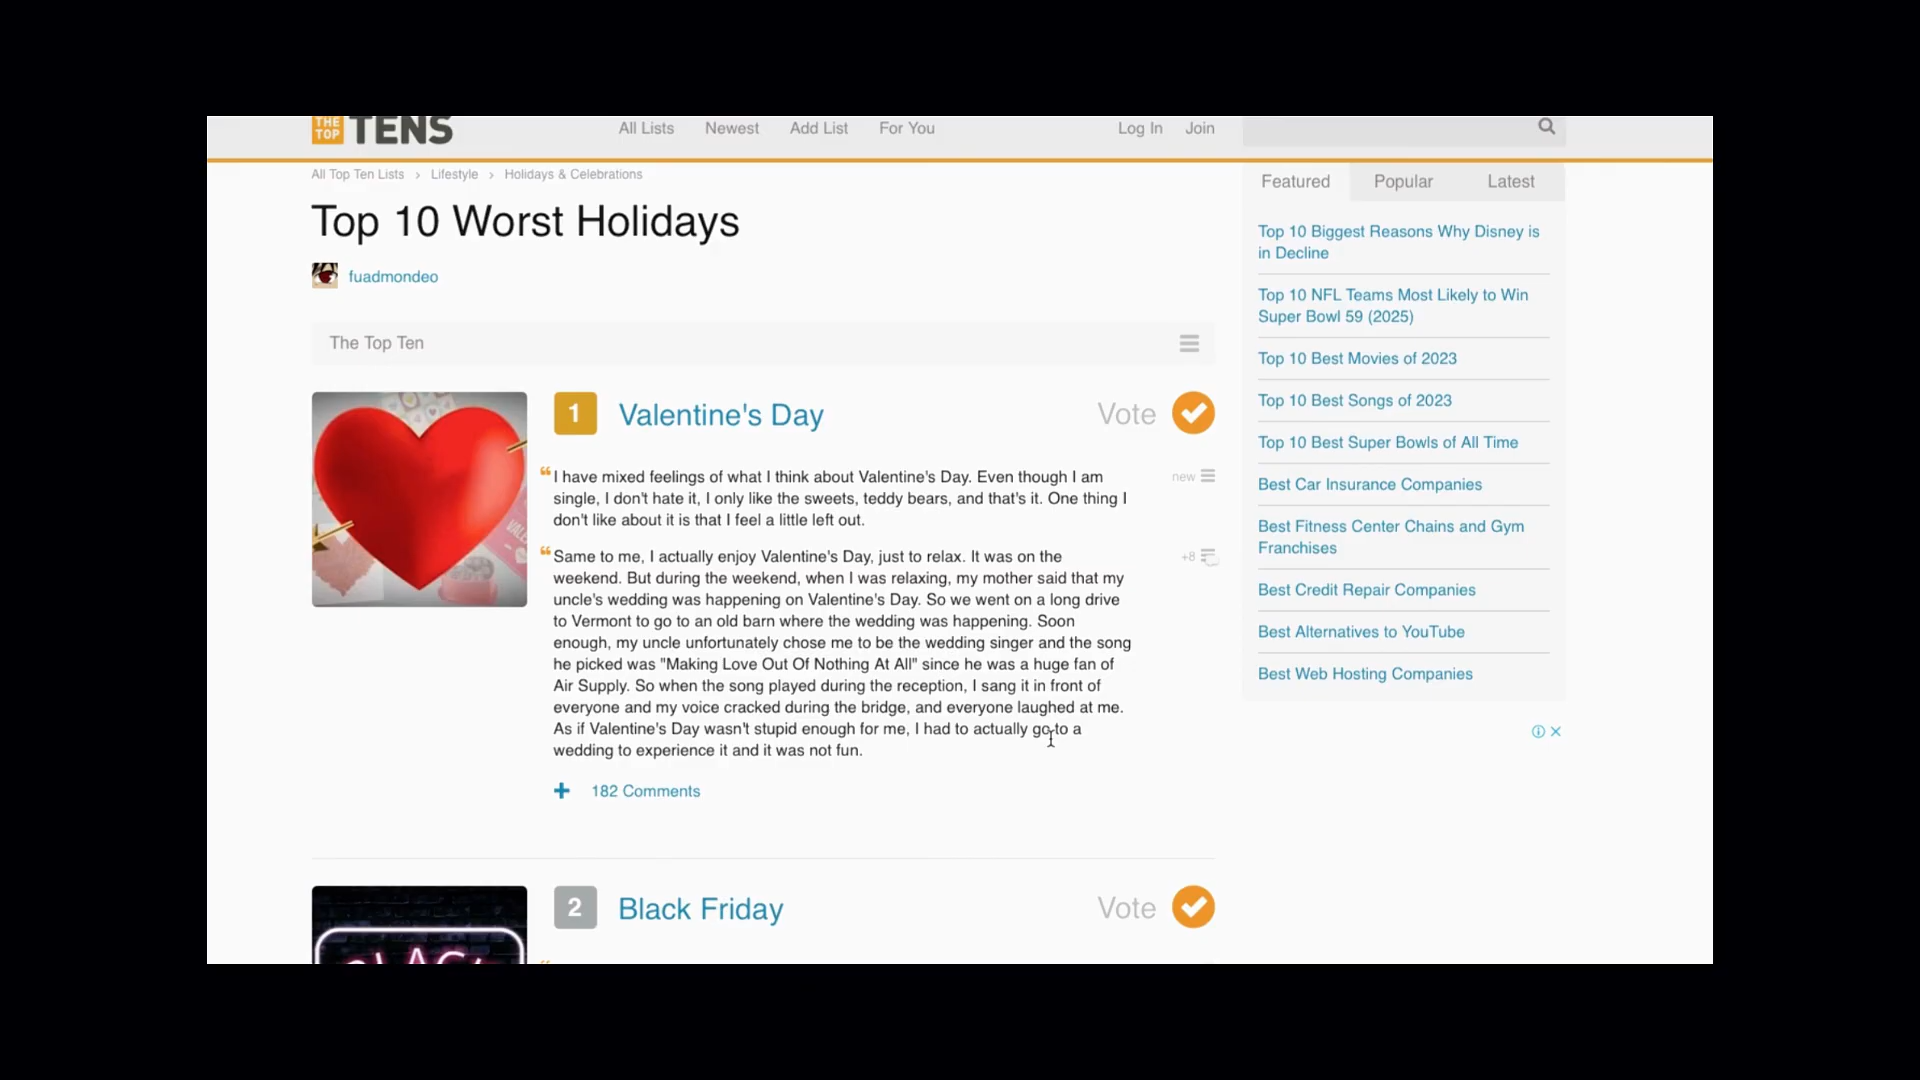 THE TOP TENS
All Lists Newest Add List For You Log In Join
All Top Ten Lists › Lifestyle › Holidays & Celebrations
Top 10 Worst Holidays
fuadmondeo
The Top Ten
1 Valentine's Day Vote
“I have mixed feelings of what I think about Valentine's Day. Even though I am
single, I don't hate it, I only like the sweets, teddy bears, and that's it. One thing I
don't like about it is that I feel a little left out.
new
“Same to me, I actually enjoy Valentine's Day, just to relax. It was on the
weekend. But during the weekend, when I was relaxing, my mother said that my
uncle's wedding was happening on Valentine's Day. So we went on a long drive
to Vermont to go to an old barn where the wedding was happening. Soon
enough, my uncle unfortunately chose me to be the wedding singer and the song
he picked was "Making Love Out Of Nothing At All" since he was a huge fan of
Air Supply. So when the song played during the reception, I sang it in front of
everyone and my voice cracked during the bridge, and everyone laughed at me.
As if Valentine's Day wasn't stupid enough for me, I had to actually go to a
wedding to experience it and it was not fun.
+8
+ 182 Comments
2 Black Friday Vote
Featured Popular Latest
Top 10 Biggest Reasons Why Disney is
in Decline
Top 10 NFL Teams Most Likely to Win
Super Bowl 59 (2025)
Top 10 Best Movies of 2023
Top 10 Best Songs of 2023
Top 10 Best Super Bowls of All Time
Best Car Insurance Companies
Best Fitness Center Chains and Gym
Franchises
Best Credit Repair Companies
Best Alternatives to YouTube
Best Web Hosting Companies